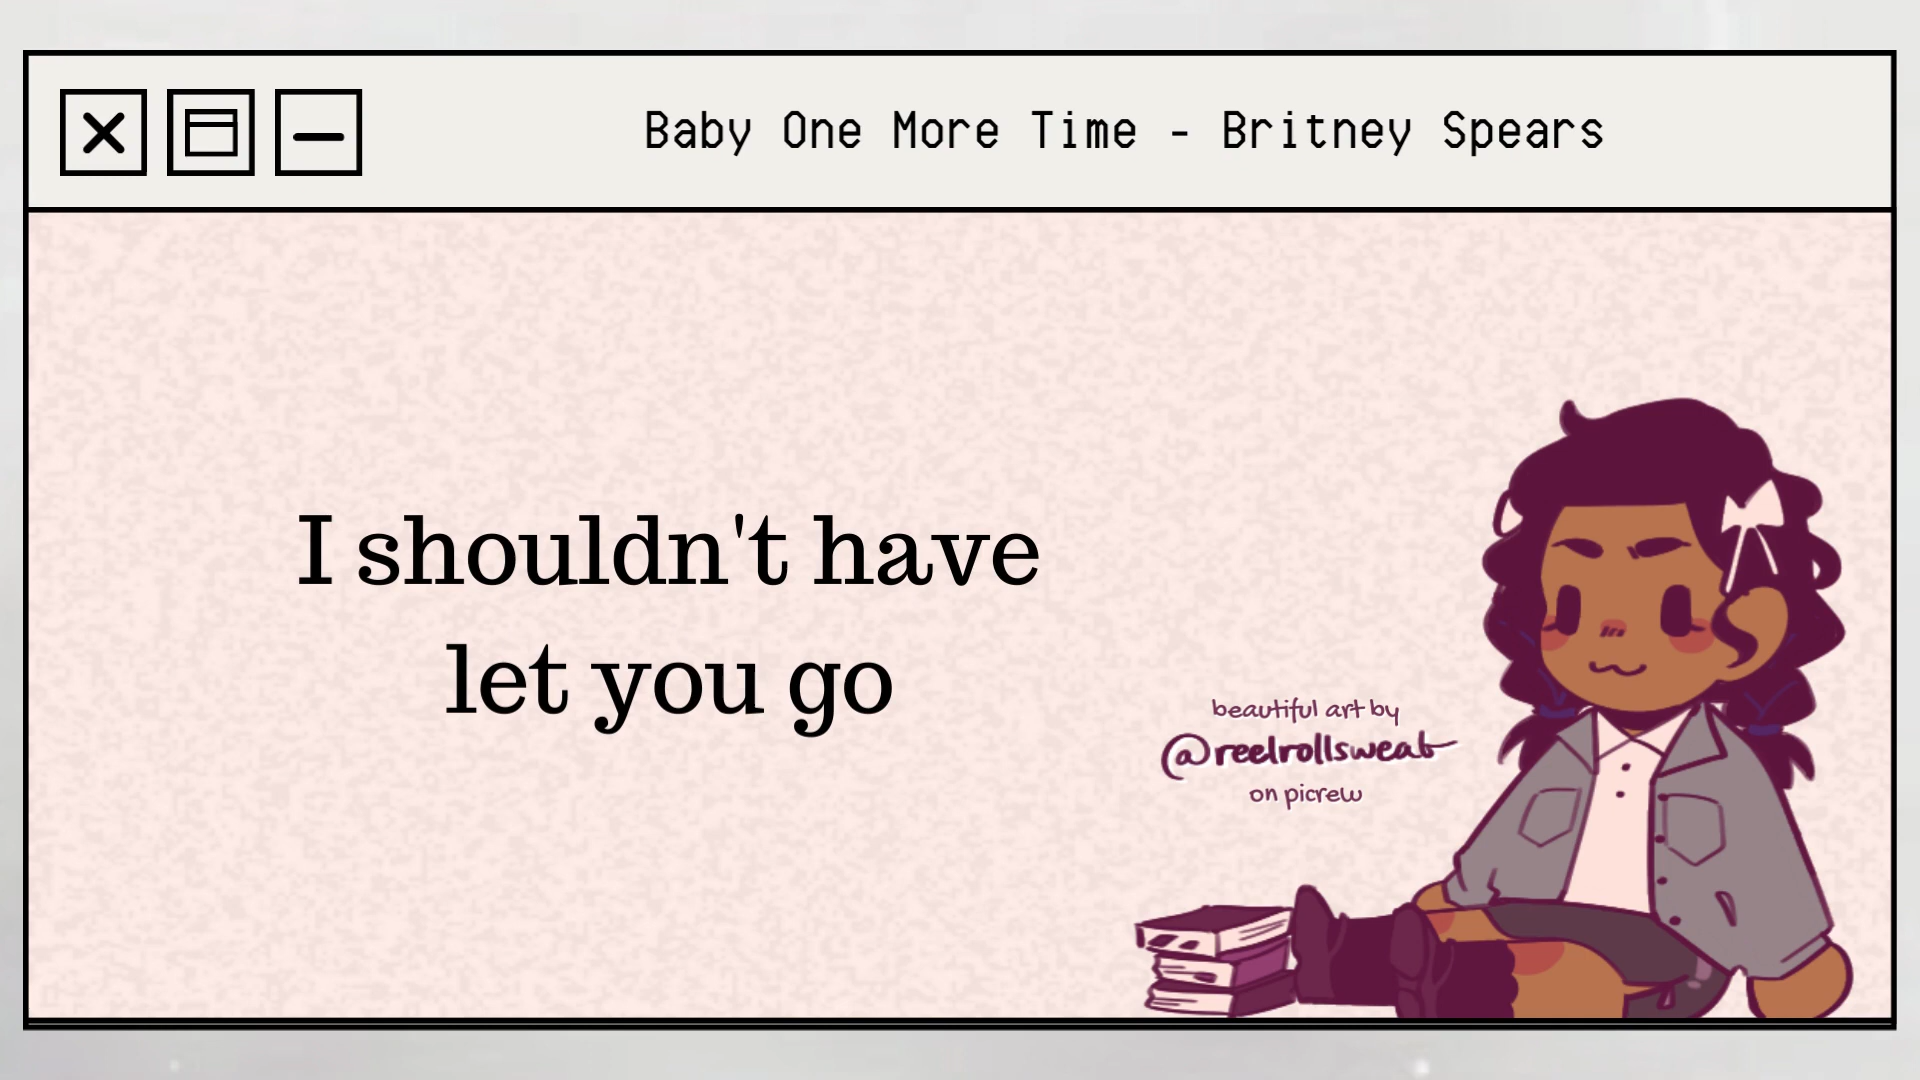 Baby One More Time - Britney Spears
I shouldn't have
let you go
beautiful art by
@reelrollsweat
on picrew